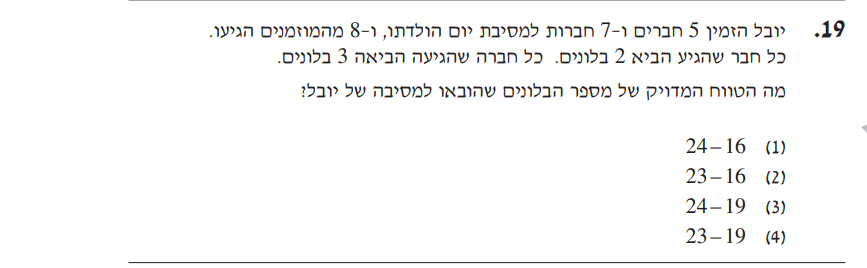 19. יובל הזמין 5 חברים ו-7 חברות למסיבת יום הולדתו, ו-8 מהמוזמנים הגיעו.
כל חבר שהגיע הביא 2 בלונים. כל חברה שהגיעה הביאה 3 בלונים.
מה הטווח המדויק של מספר הבלונים שהובאו למסיבה של יובל?
(1) 24–16
(2) 23–16
(3) 24–19
(4) 23–19